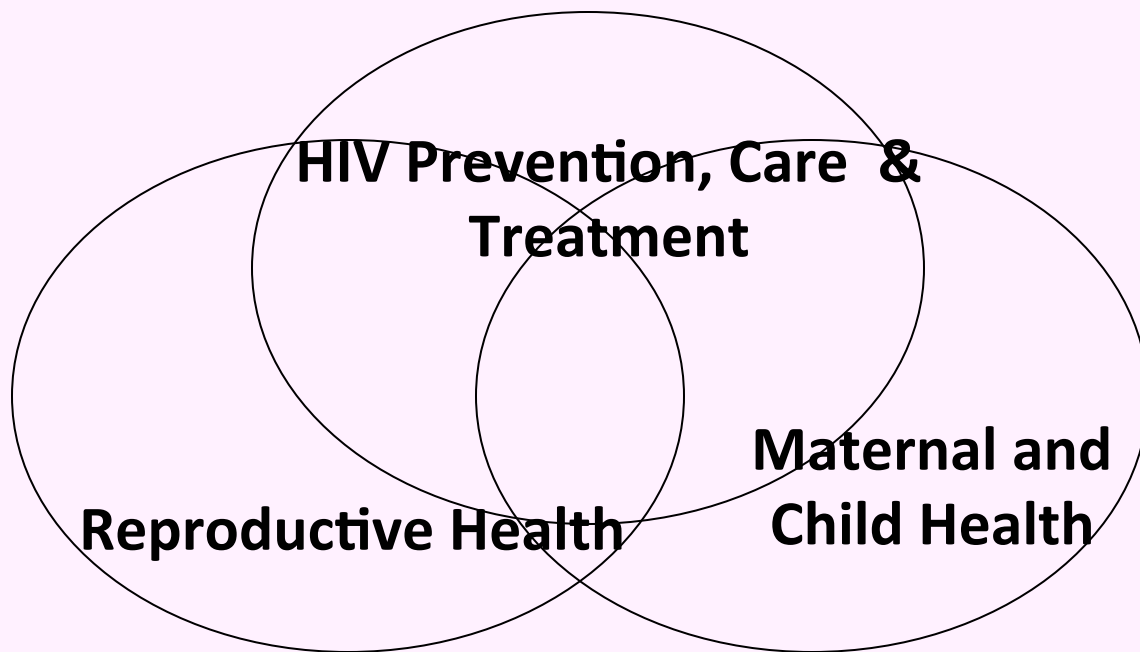 HIV Prevention, Care  &
Treatment
Maternal and
Child Health
Reproductive Health